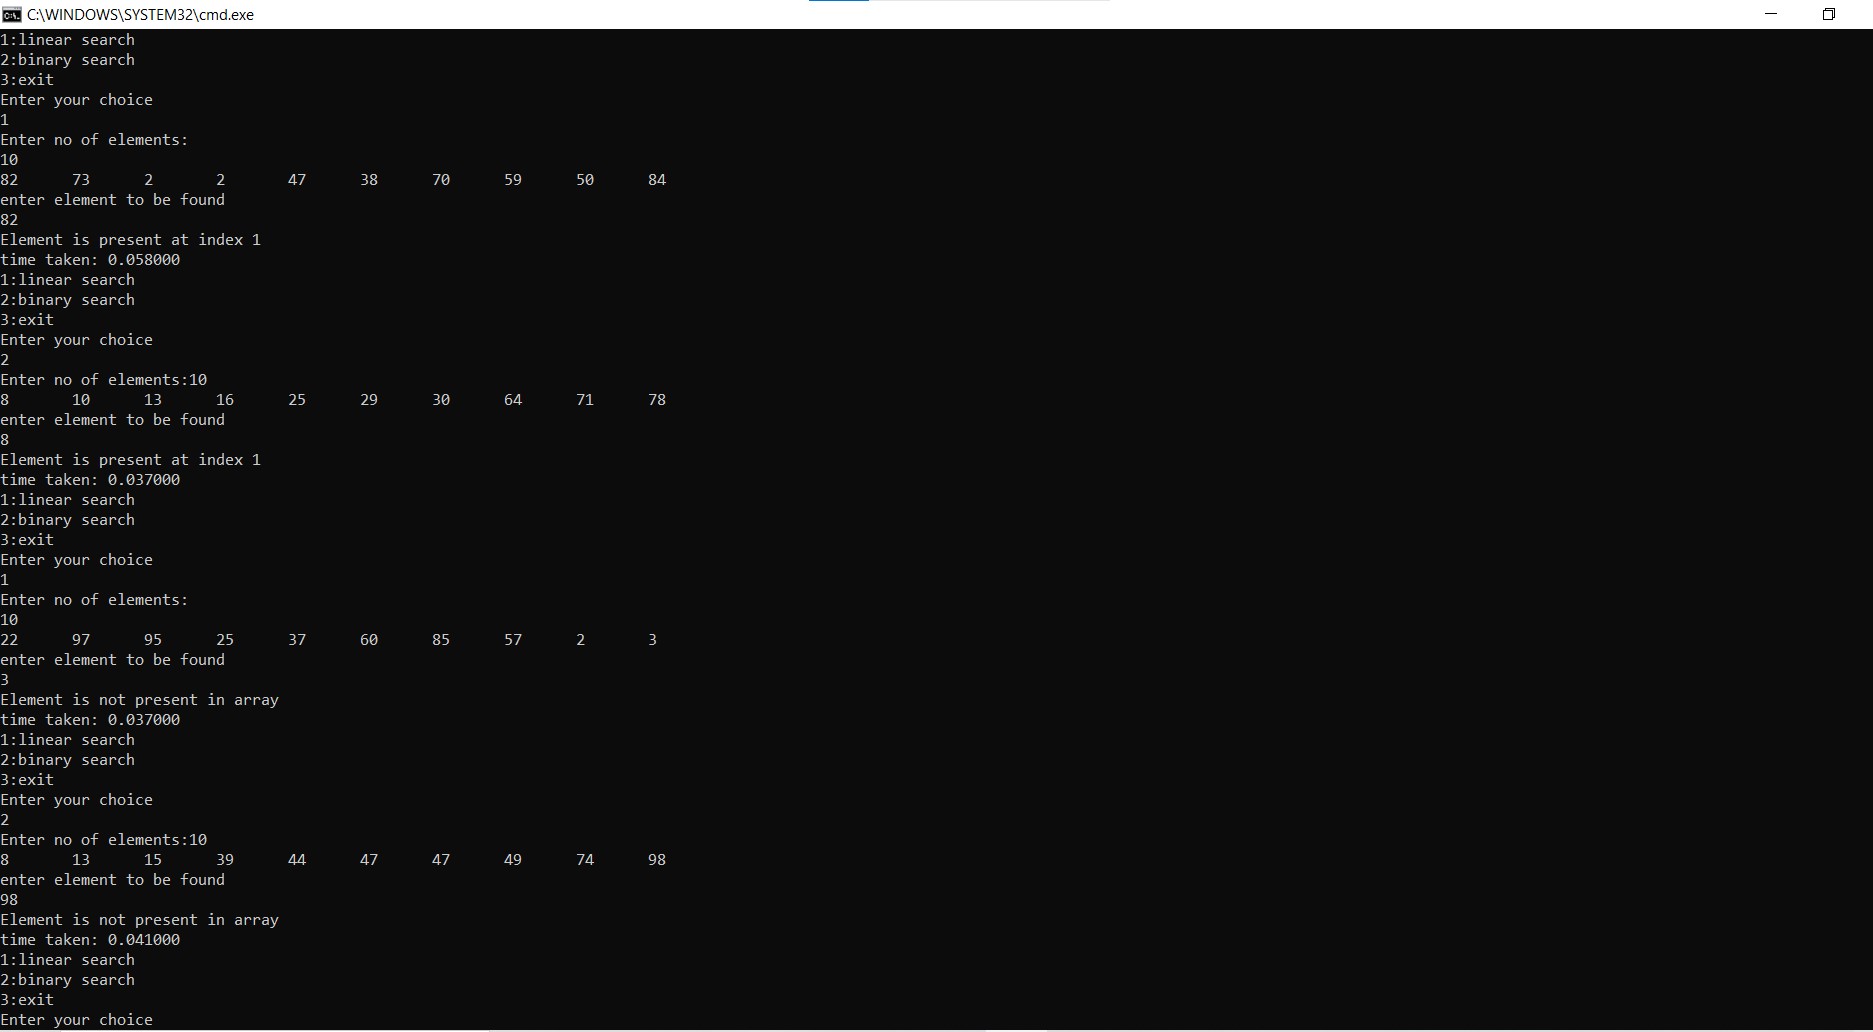 C:\WINDOWS\SYSTEM32\cmd.exe
1:linear search
2:binary search
3:exit
Enter your choice
1
Enter no of elements:
10
82 73 2 2 47 38 70 59 50 84
enter element to be found
82
Element is present at index 1
time taken: 0.058000
1:linear search
2:binary search
3:exit
Enter your choice
2
Enter no of elements:10
8 10 13 16 25 29 30 64 71 78
enter element to be found
8
Element is present at index 1
time taken: 0.037000
1:linear search
2:binary search
3:exit
Enter your choice
1
Enter no of elements:
10
22 97 95 25 37 60 85 57 2 3
enter element to be found
3
Element is not present in array
time taken: 0.037000
1:linear search
2:binary search
3:exit
Enter your choice
2
Enter no of elements:10
8 13 15 39 44 47 47 49 74 98
enter element to be found
98
Element is not present in array
time taken: 0.041000
1:linear search
2:binary search
3:exit
Enter your choice